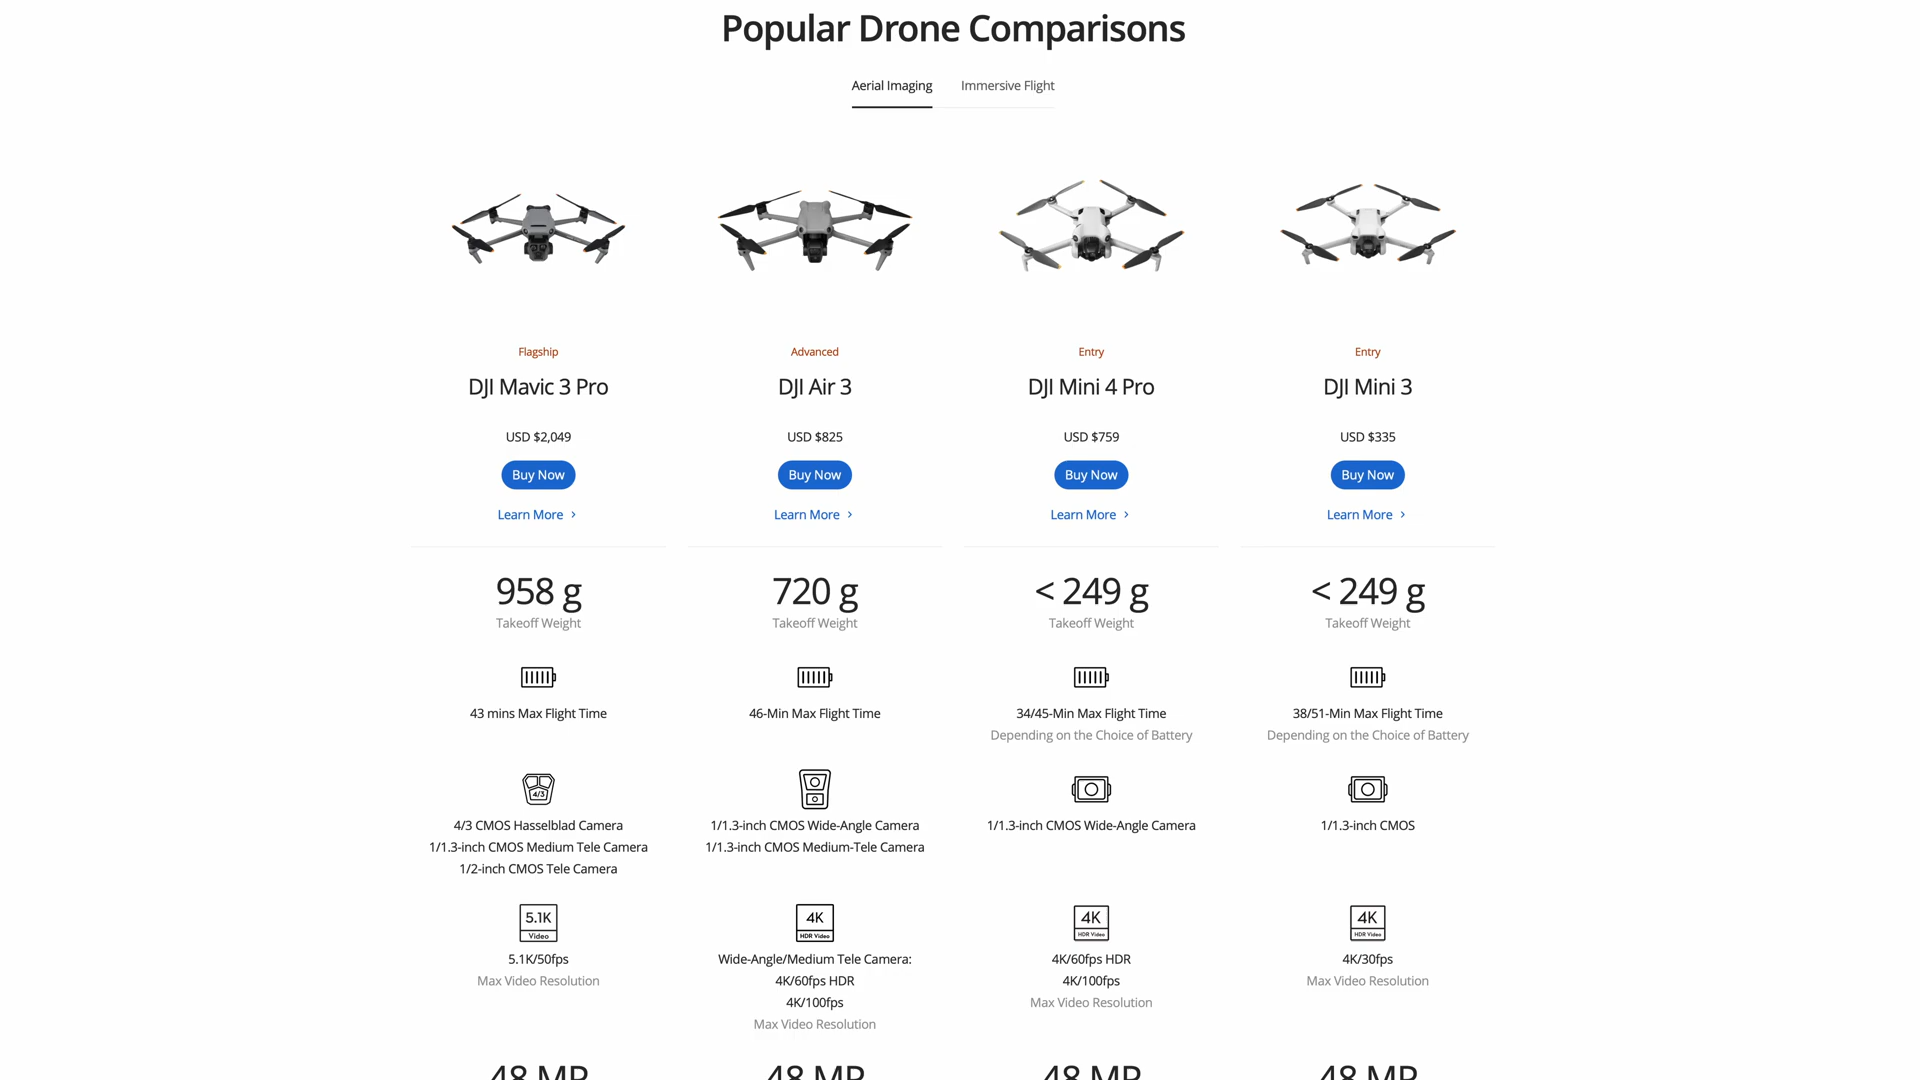 Popular Drone Comparisons
Aerial Imaging
Immersive Flight
Flagship
DJI Mavic 3 Pro
USD $2,049
Buy Now
Learn More >
958 g
Takeoff Weight
43 mins Max Flight Time
4/3
4/3 CMOS Hasselblad Camera
1/1.3-inch CMOS Medium Tele Camera
1/2-inch CMOS Tele Camera
5.1K
Video
5.1K/50fps
Max Video Resolution
48 MP
Advanced
DJI Air 3
USD $825
Buy Now
Learn More >
720 g
Takeoff Weight
46-Min Max Flight Time
1/1.3-inch CMOS Wide-Angle Camera
1/1.3-inch CMOS Medium-Tele Camera
4K
HDR Video
Wide-Angle/Medium Tele Camera:
4K/60fps HDR
4K/100fps
Max Video Resolution
48 MP
Entry
DJI Mini 4 Pro
USD $759
Buy Now
Learn More >
< 249 g
Takeoff Weight
34/45-Min Max Flight Time
Depending on the Choice of Battery
1/1.3-inch CMOS Wide-Angle Camera
4K
HDR Video
4K/60fps HDR
4K/100fps
Max Video Resolution
48 MP
Entry
DJI Mini 3
USD $335
Buy Now
Learn More >
< 249 g
Takeoff Weight
38/51-Min Max Flight Time
Depending on the Choice of Battery
1/1.3-inch CMOS
4K
HDR Video
4K/30fps
Max Video Resolution
48 MP